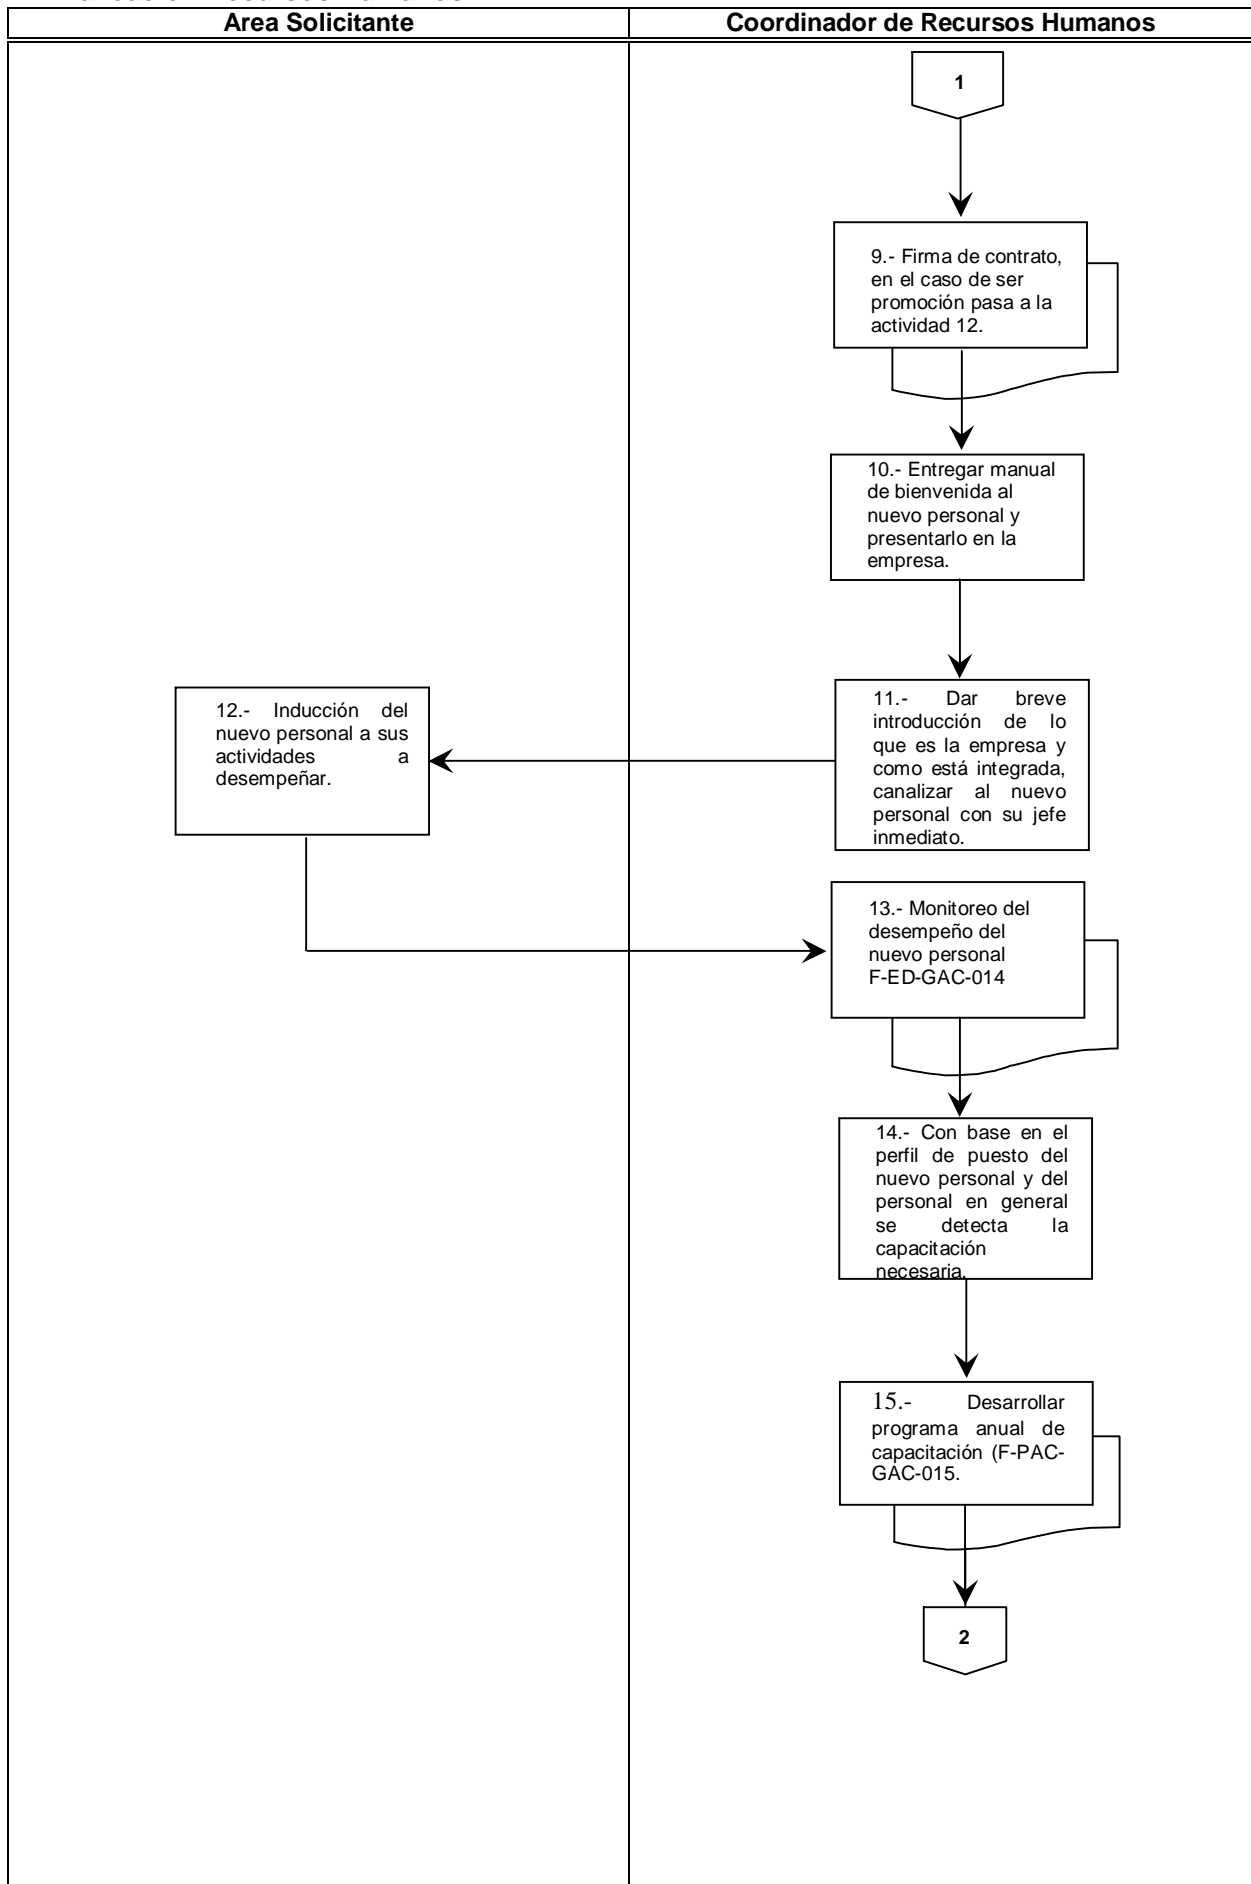 Area Solicitante
Coordinador de Recursos Humanos
1
9.- Firma de contrato,
en el caso de ser
promoción pasa a la
actividad 12.
10.- Entregar manual
de bienvenida al
nuevo personal y
presentarlo en la
empresa.
11.- Dar breve
introducción de lo
que es la empresa y
como está integrada,
canalizar al nuevo
personal con su jefe
inmediato.
12.- Inducción del
nuevo personal a sus
actividades a
desempeñar.
13.- Monitoreo del
desempeño del
nuevo personal
F-ED-GAC-014
14.- Con base en el
perfil de puesto del
nuevo personal y del
personal en general
se detecta la
capacitación
necesaria.
15.- Desarrollar
programa anual de
capacitación (F-PAC-
GAC-015.
2